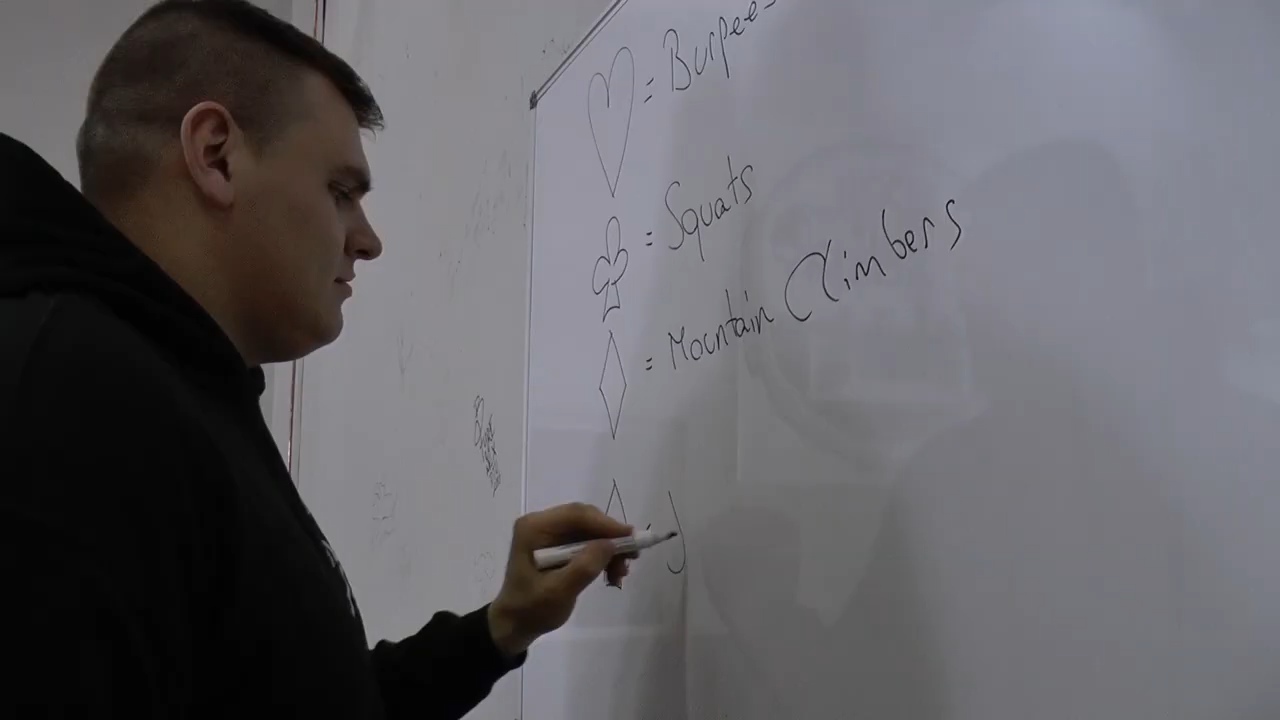 ♡ = Burpees
♧ = Squats
♢ = Mountain Climbers
J